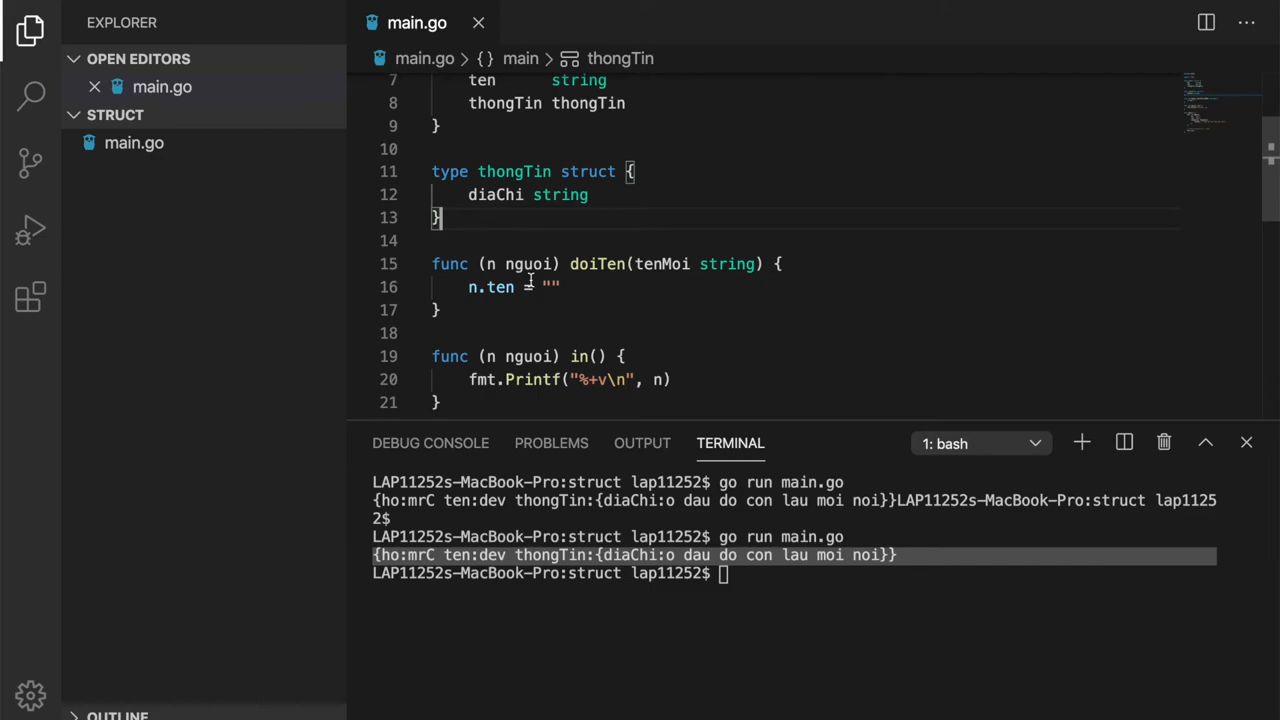 EXPLORER
OPEN EDITORS
main.go
STRUCT
main.go
OUTLINE
main.go
main.go > {} main > thongTin
7 ten string
8 thongTin thongTin
9 }
10
11 type thongTin struct {
12 diaChi string
13 }
14
15 func (n nguoi) doiTen(tenMoi string) {
16 n.ten = ""
17 }
18
19 func (n nguoi) in() {
20 fmt.Printf("%+v\n", n)
21 }
DEBUG CONSOLE PROBLEMS OUTPUT TERMINAL 1: bash
LAP11252s-MacBook-Pro:struct lap11252$ go run main.go
{ho:mrC ten:dev thongTin:{diaChi:o dau do con lau moi noi}}LAP11252s-MacBook-Pro:struct lap1125
2$
LAP11252s-MacBook-Pro:struct lap11252$ go run main.go
{ho:mrC ten:dev thongTin:{diaChi:o dau do con lau moi noi}}
LAP11252s-MacBook-Pro:struct lap11252$